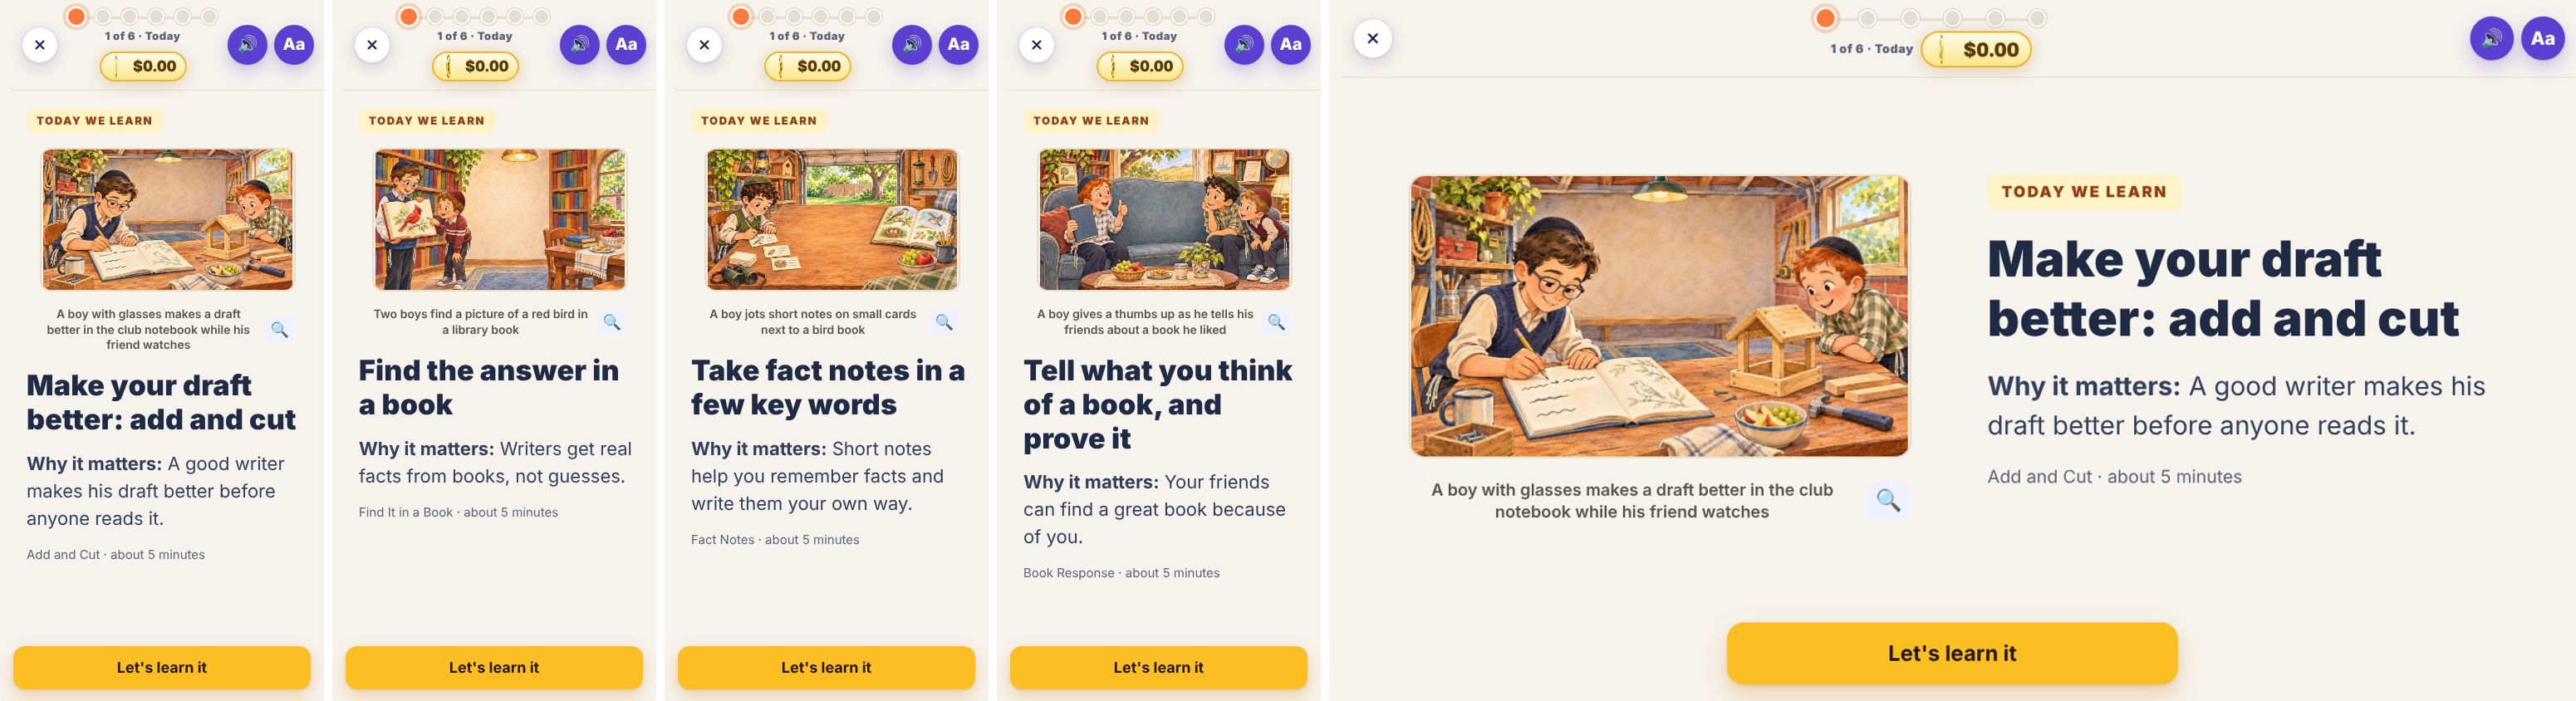 1 of 6 · Today
Aa
$0.00
TODAY WE LEARN
A boy with glasses makes a draft
better in the club notebook while his
friend watches
Make your draft
better: add and cut
Why it matters: A good writer
makes his draft better before
anyone reads it.
Add and Cut · about 5 minutes
Let's learn it
1 of 6 · Today
Aa
$0.00
TODAY WE LEARN
Two boys find a picture of a red bird in
a library book
Find the answer in
a book
Why it matters: Writers get real
facts from books, not guesses.
Find It in a Book · about 5 minutes
Let's learn it
1 of 6 · Today
Aa
$0.00
TODAY WE LEARN
A boy jots short notes on small cards
next to a bird book
Take fact notes in a
few key words
Why it matters: Short notes
help you remember facts and
write them your own way.
Fact Notes · about 5 minutes
Let's learn it
1 of 6 · Today
Aa
$0.00
TODAY WE LEARN
A boy gives a thumbs up as he tells his
friends about a book he liked
Tell what you think
of a book, and
prove it
Why it matters: Your friends
can find a great book because
of you.
Book Response · about 5 minutes
Let's learn it
1 of 6 · Today
$0.00
Aa
A boy with glasses makes a draft better in the club
notebook while his friend watches
TODAY WE LEARN
Make your draft
better: add and cut
Why it matters: A good writer makes his
draft better before anyone reads it.
Add and Cut · about 5 minutes
Let's learn it